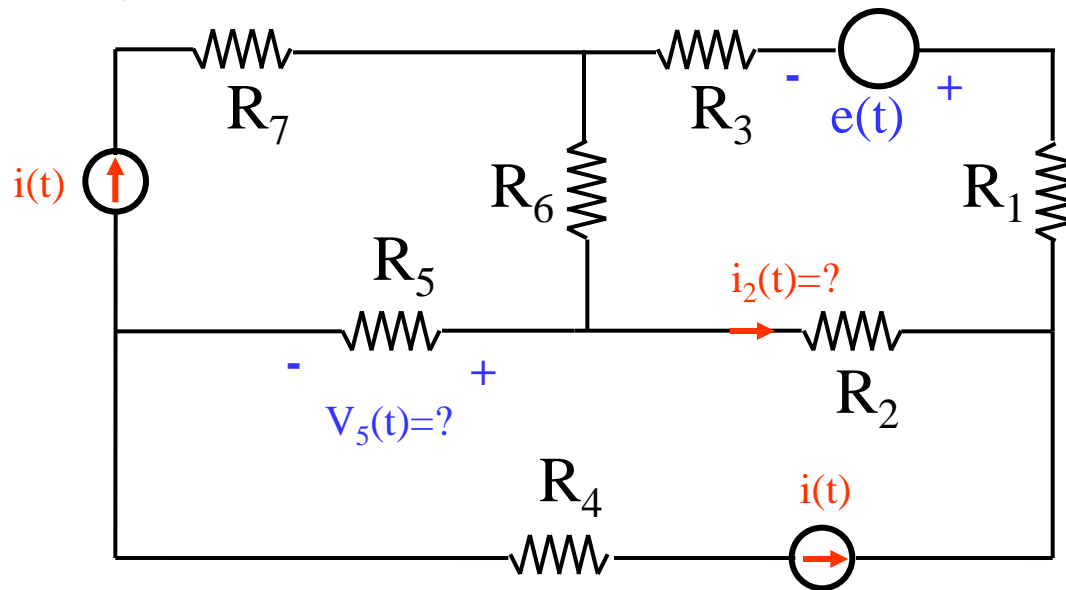 R₇
R₃
-
+
e(t)
i(t)
R₆
R₁
R₅
i₂(t)=?
-
+
R₂
V₅(t)=?
R₄
i(t)